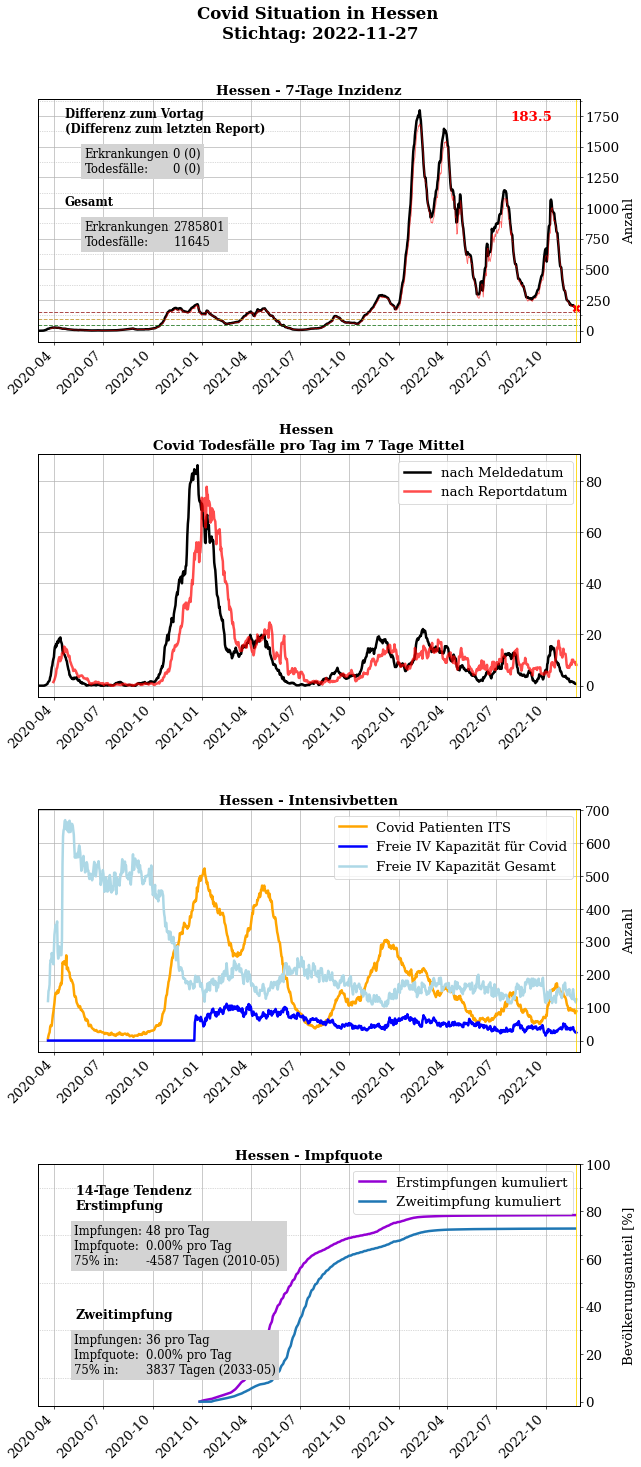 Covid Situation in Hessen
Stichtag: 2022-11-27
Hessen - 7-Tage Inzidenz
Differenz zum Vortag
(Differenz zum letzten Report)
Erkrankungen 0 (0)
Todesfälle: 0 (0)
Gesamt
Erkrankungen 2785801
Todesfälle: 11645
183.5
1750
1500
1250
1000
750
500
250
0
Anzahl
2020-04 2020-07 2020-10 2021-01 2021-04 2021-07 2021-10 2022-01 2022-04 2022-07 2022-10
Hessen
Covid Todesfälle pro Tag im 7 Tage Mittel
nach Meldedatum
nach Reportdatum
80
60
40
20
0
2020-04 2020-07 2020-10 2021-01 2021-04 2021-07 2021-10 2022-01 2022-04 2022-07 2022-10
Hessen - Intensivbetten
Covid Patienten ITS
Freie IV Kapazität für Covid
Freie IV Kapazität Gesamt
700
600
500
400
300
200
100
0
Anzahl
2020-04 2020-07 2020-10 2021-01 2021-04 2021-07 2021-10 2022-01 2022-04 2022-07 2022-10
Hessen - Impfquote
Erstimpfungen kumuliert
Zweitimpfung kumuliert
14-Tage Tendenz
Erstimpfung
Impfungen: 48 pro Tag
Impfquote: 0.00% pro Tag
75% in: -4587 Tagen (2010-05)
Zweitimpfung
Impfungen: 36 pro Tag
Impfquote: 0.00% pro Tag
75% in: 3837 Tagen (2033-05)
100
80
60
40
20
0
Bevölkerungsanteil [%]
2020-04 2020-07 2020-10 2021-01 2021-04 2021-07 2021-10 2022-01 2022-04 2022-07 2022-10